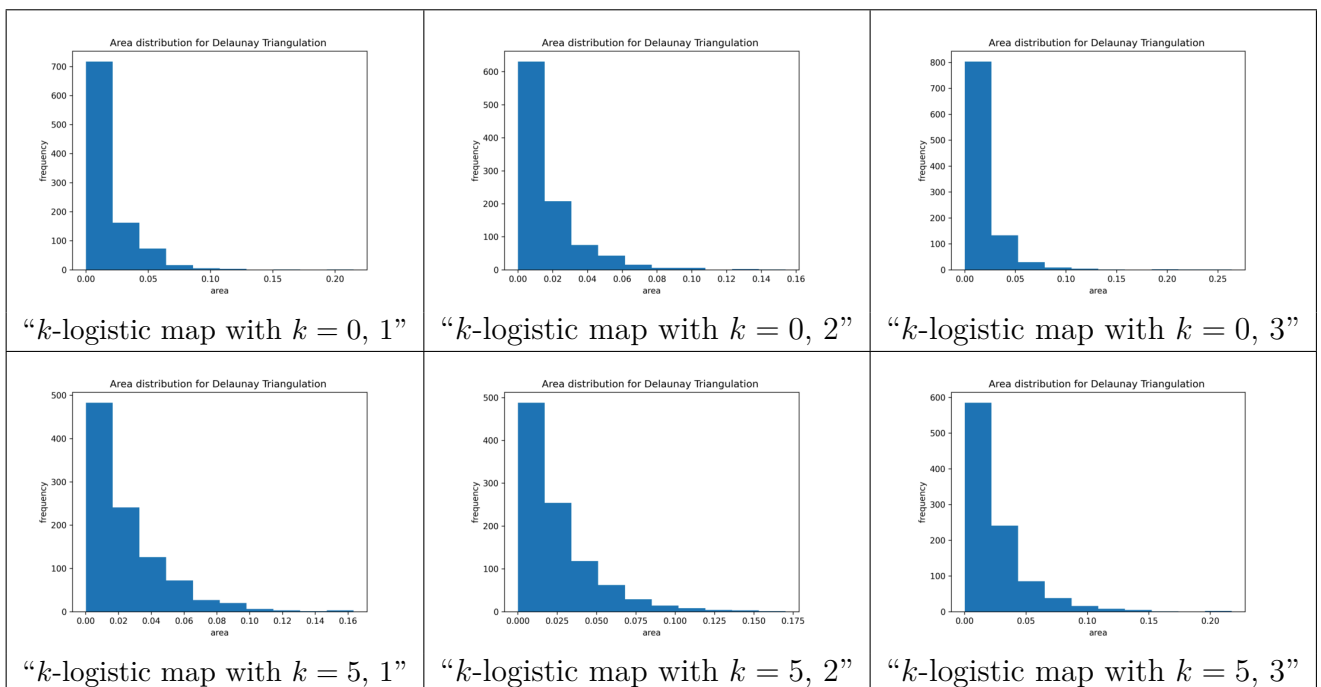 Area distribution for Delaunay Triangulation
frequency
700
600
500
400
300
200
100
0
0.00 0.05 0.10 0.15 0.20
area
“k-logistic map with k = 0, 1”
Area distribution for Delaunay Triangulation
frequency
600
500
400
300
200
100
0
0.00 0.02 0.04 0.06 0.08 0.10 0.12 0.14 0.16
area
“k-logistic map with k = 0, 2”
Area distribution for Delaunay Triangulation
frequency
800
700
600
500
400
300
200
100
0
0.00 0.05 0.10 0.15 0.20 0.25
area
“k-logistic map with k = 0, 3”
Area distribution for Delaunay Triangulation
frequency
500
400
300
200
100
0
0.00 0.02 0.04 0.06 0.08 0.10 0.12 0.14 0.16
area
“k-logistic map with k = 5, 1”
Area distribution for Delaunay Triangulation
frequency
500
400
300
200
100
0
0.000 0.025 0.050 0.075 0.100 0.125 0.150 0.175
area
“k-logistic map with k = 5, 2”
Area distribution for Delaunay Triangulation
frequency
600
500
400
300
200
100
0
0.00 0.05 0.10 0.15 0.20
area
“k-logistic map with k = 5, 3”